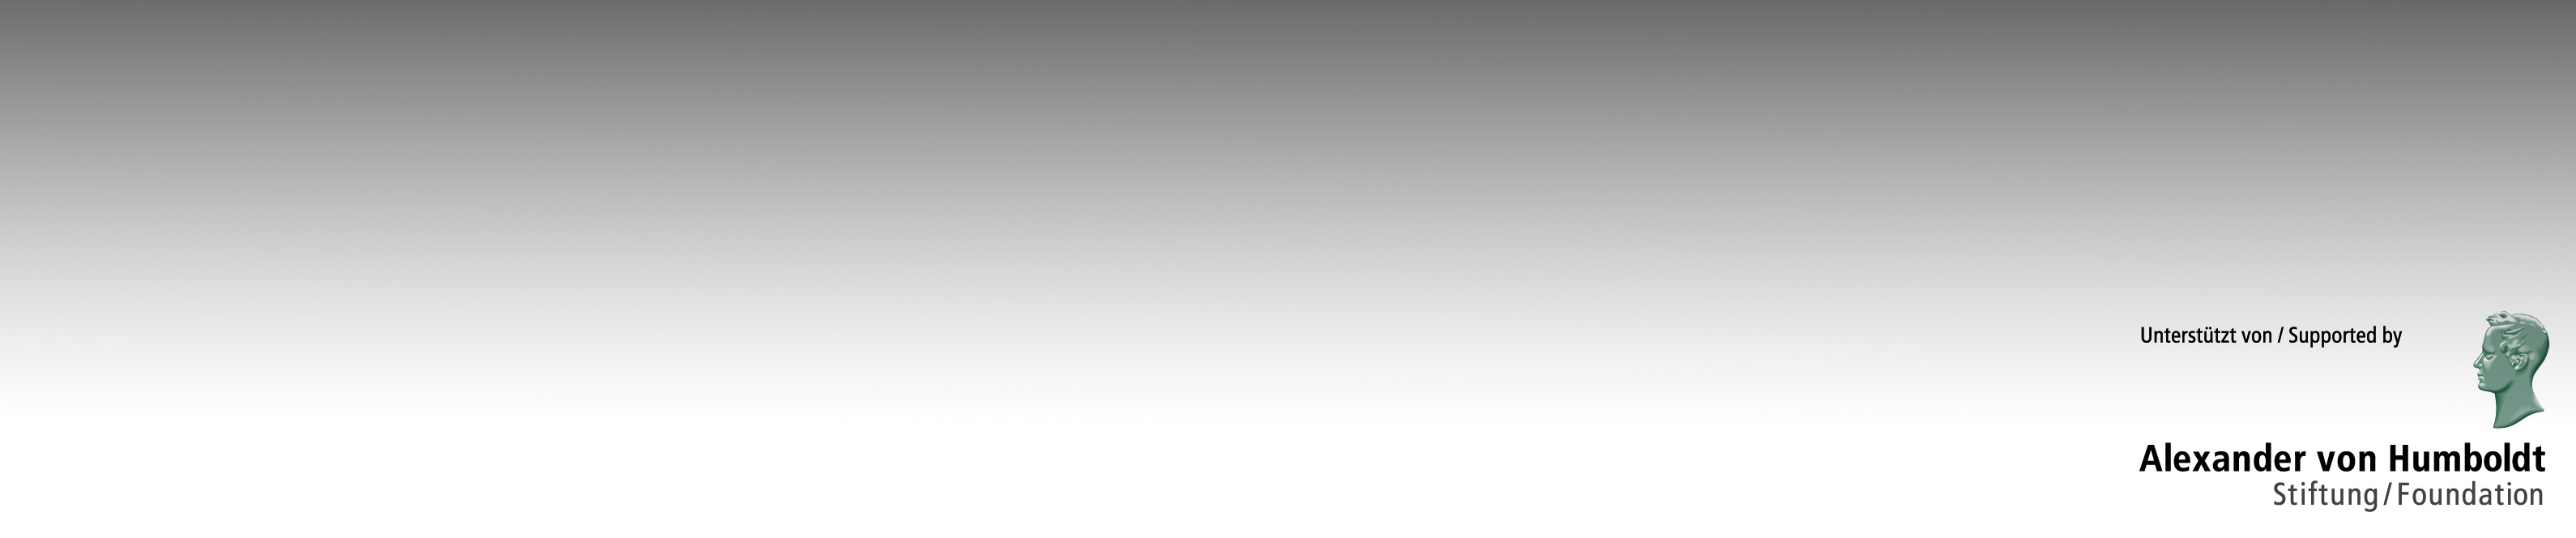 Unterstützt von / Supported by
Alexander von Humboldt
Stiftung/Foundation